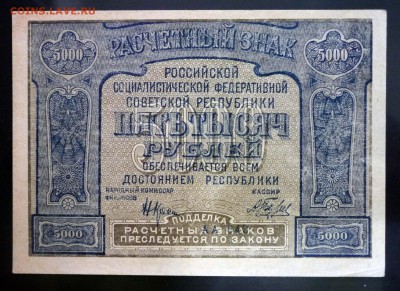 COINS.LAVE.RU
РАСЧЕТНЫЙ ЗНАК
5000 5000
РОССИЙСКОЙ
СОЦИАЛИСТИЧЕСКОЙ ФЕДЕРАТИВНОЙ
СОВЕТСКОЙ РЕСПУБЛИКИ
ПЯТЬ ТЫСЯЧ
РУБЛЕЙ
ОБЕСПЕЧИВАЕТСЯ ВСЕМ
ДОСТОЯНИЕМ РЕСПУБЛИКИ
НАРОДНЫЙ КОМИССАР КАССИР
ФИНАНСОВ
5000 ПОДДЕЛКА 5000
РАСЧЕТНЫХ ЗНАКОВ
ПРЕСЛЕДУЕТСЯ ПО ЗАКОНУ